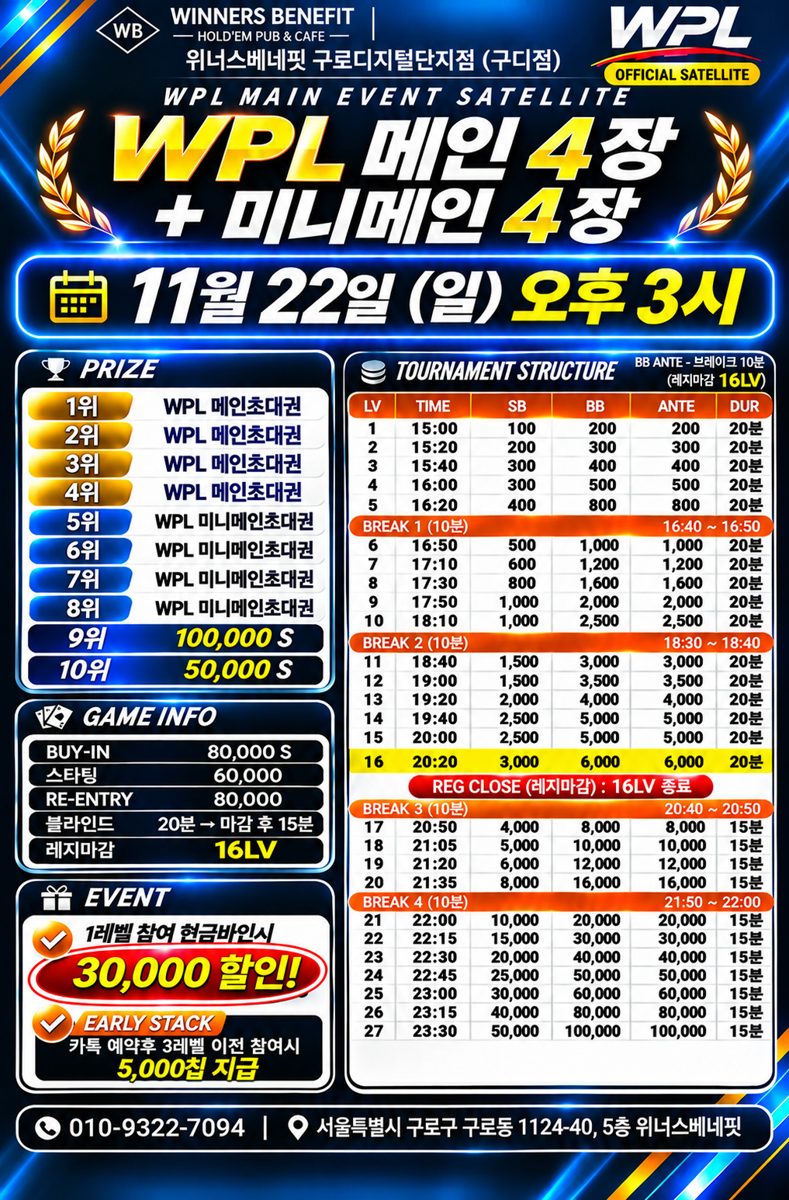 WB
WINNERS BENEFIT
HOLD'EM PUB & CAFE
위너스베네핏 구로디지털단지점 (구디점)
WPL
OFFICIAL SATELLITE
WPL MAIN EVENT SATELLITE
WPL 메인 4장
+ 미니메인 4장
11월 22일 (일) 오후 3시
PRIZE
1위 WPL 메인초대권
2위 WPL 메인초대권
3위 WPL 메인초대권
4위 WPL 메인초대권
5위 WPL 미니메인초대권
6위 WPL 미니메인초대권
7위 WPL 미니메인초대권
8위 WPL 미니메인초대권
9위 100,000 S
10위 50,000 S
GAME INFO
BUY-IN 80,000 S
스타팅 60,000
RE-ENTRY 80,000
블라인드 20분 → 마감 후 15분
레지마감 16LV
EVENT
1레벨 참여 현금바인시
30,000 할인!
EARLY STACK
카톡 예약후 3레벨 이전 참여시
5,000칩 지급
TOURNAMENT STRUCTURE
BB ANTE - 브레이크 10분
(레지마감 16LV)
LV TIME SB BB ANTE DUR
1 15:00 100 200 200 20분
2 15:20 200 300 300 20분
3 15:40 300 400 400 20분
4 16:00 300 500 500 20분
5 16:20 400 800 800 20분
BREAK 1 (10분) 16:40 ~ 16:50
6 16:50 500 1,000 1,000 20분
7 17:10 600 1,200 1,200 20분
8 17:30 800 1,600 1,600 20분
9 17:50 1,000 2,000 2,000 20분
10 18:10 1,000 2,500 2,500 20분
BREAK 2 (10분) 18:30 ~ 18:40
11 18:40 1,500 3,000 3,000 20분
12 19:00 1,500 3,500 3,500 20분
13 19:20 2,000 4,000 4,000 20분
14 19:40 2,500 5,000 5,000 20분
15 20:00 2,500 5,000 5,000 20분
16 20:20 3,000 6,000 6,000 20분
REG CLOSE (레지마감) : 16LV 종료
BREAK 3 (10분) 20:40 ~ 20:50
17 20:50 4,000 8,000 8,000 15분
18 21:05 5,000 10,000 10,000 15분
19 21:20 6,000 12,000 12,000 15분
20 21:35 8,000 16,000 16,000 15분
BREAK 4 (10분) 21:50 ~ 22:00
21 22:00 10,000 20,000 20,000 15분
22 22:15 15,000 30,000 30,000 15분
23 22:30 20,000 40,000 40,000 15분
24 22:45 25,000 50,000 50,000 15분
25 23:00 30,000 60,000 60,000 15분
26 23:15 40,000 80,000 80,000 15분
27 23:30 50,000 100,000 100,000 15분
010-9322-7094 | 서울특별시 구로구 구로동 1124-40, 5층 위너스베네핏